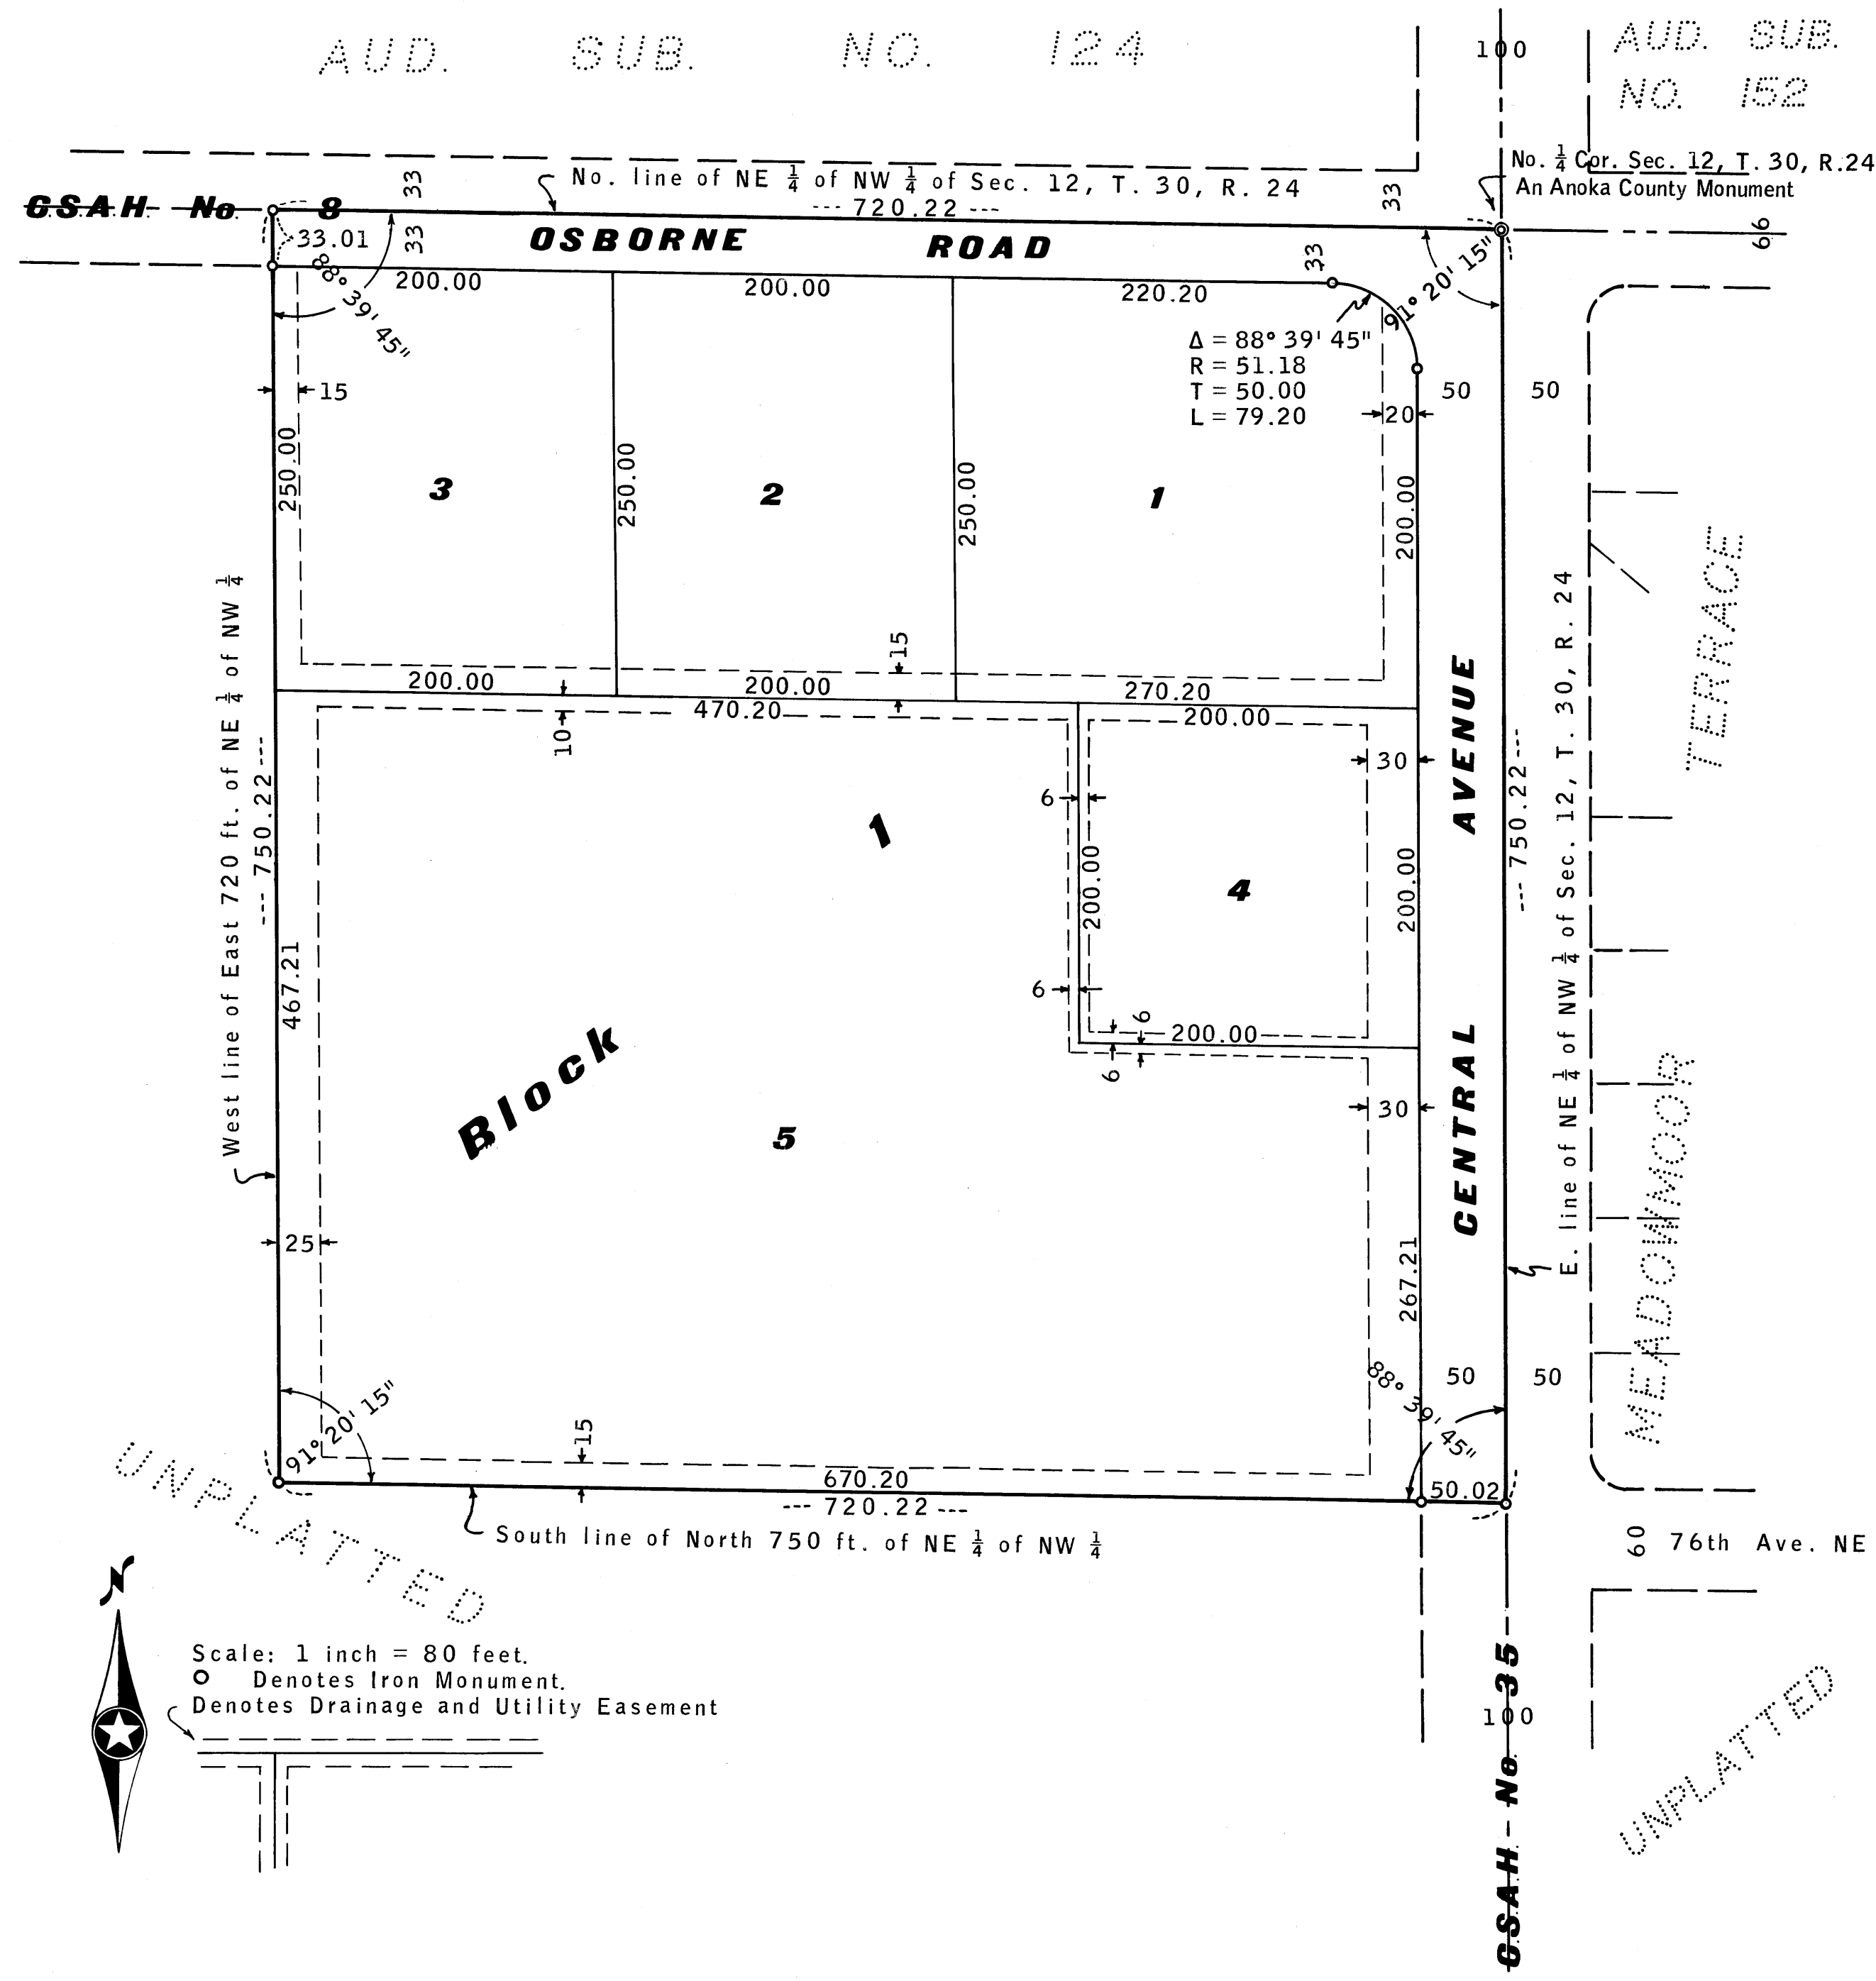 AUD. SUB. NO. 124
100
AUD. SUB.
NO. 152
No. 1/4 Cor. Sec. 12, T. 30, R.24
An Anoka County Monument
33
No. line of NE 1/4 of NW 1/4 of Sec. 12, T. 30, R. 24
33
C.S.A.H. No. 8
--- 720.22 ---
66
33.01
33
OSBORNE ROAD
33
88° 39' 45"
91° 20' 15"
200.00
200.00
220.20
Δ = 88° 39' 45"
R = 51.18
T = 50.00
L = 79.20
15
20
50
50
250.00
3
250.00
2
250.00
1
200.00
TERRACE
West line of East 720 ft. of NE 1/4 of NW 1/4
--- 750.22 ---
15
200.00
200.00
270.20
10
470.20
200.00
30
6
1
200.00
4
200.00
CENTRAL AVENUE
--- 750.22 ---
E. line of NE 1/4 of NW 1/4 of Sec. 12, T. 30, R. 24
467.21
6
200.00
6
6
30
Block
5
MEADOWMOOR
25
267.21
50
50
88° 39' 45"
91° 20' 15"
15
670.20
50.02
--- 720.22 ---
South line of North 750 ft. of NE 1/4 of NW 1/4
UNPLATTED
60
76th Ave. NE
N
Scale: 1 inch = 80 feet.
O Denotes Iron Monument.
Denotes Drainage and Utility Easement
100
C.S.A.H. No. 35
UNPLATTED